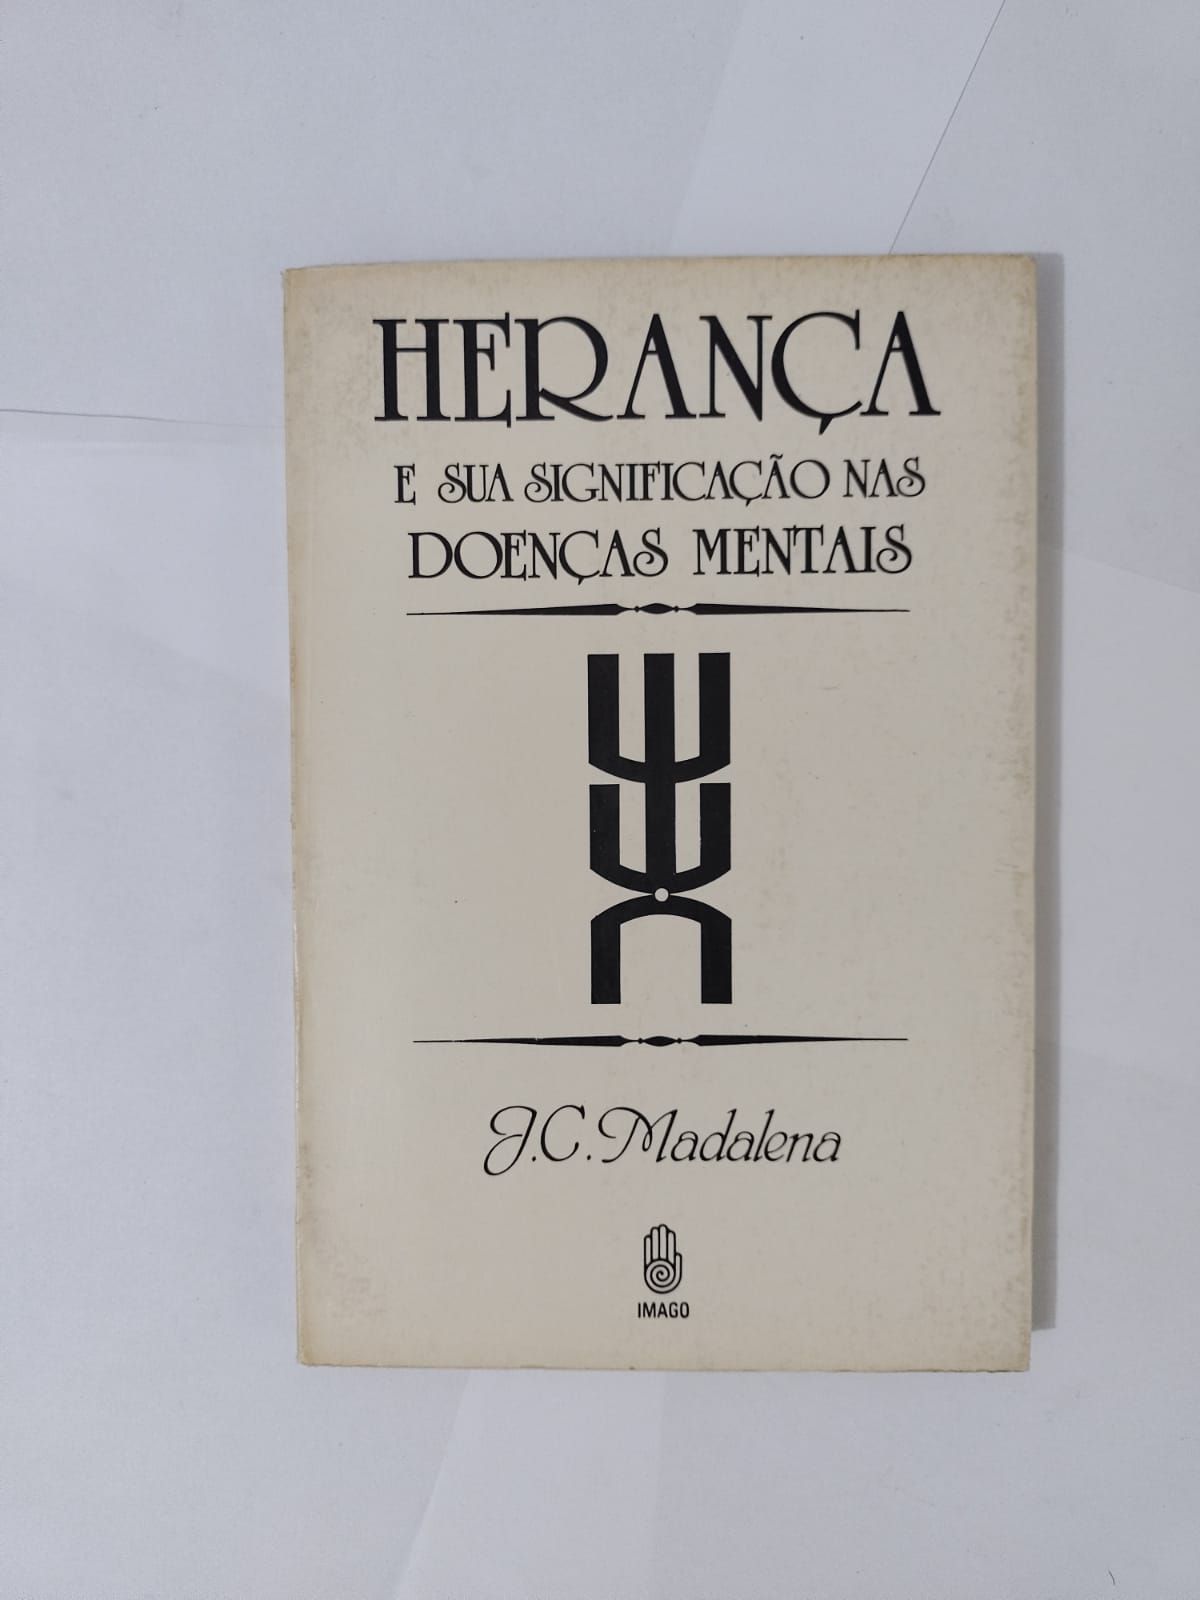 HERANÇA
E SUA SIGNIFICAÇÃO NAS
DOENÇAS MENTAIS
J.C. Madalena
IMAGO